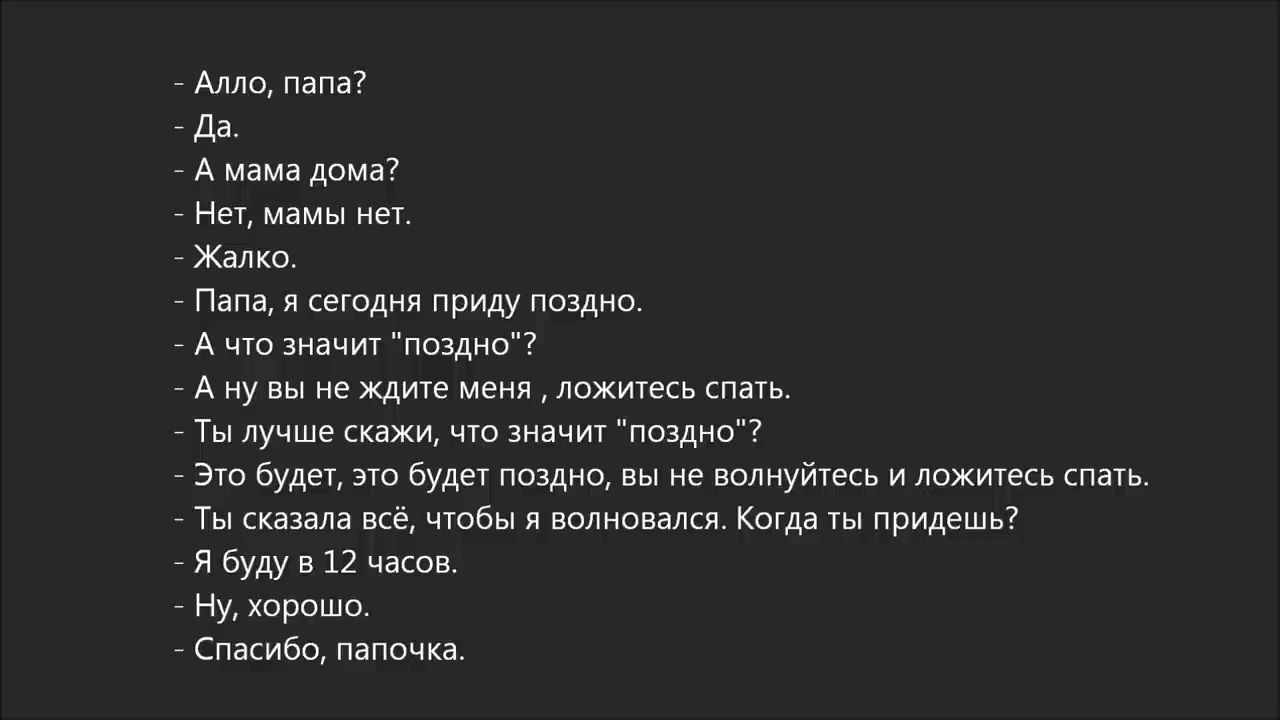 - Алло, папа?
- Да.
- А мама дома?
- Нет, мамы нет.
- Жалко.
- Папа, я сегодня приду поздно.
- А что значит "поздно"?
- А ну вы не ждите меня , ложитесь спать.
- Ты лучше скажи, что значит "поздно"?
- Это будет, это будет поздно, вы не волнуйтесь и ложитесь спать.
- Ты сказала всё, чтобы я волновался. Когда ты придешь?
- Я буду в 12 часов.
- Ну, хорошо.
- Спасибо, папочка.